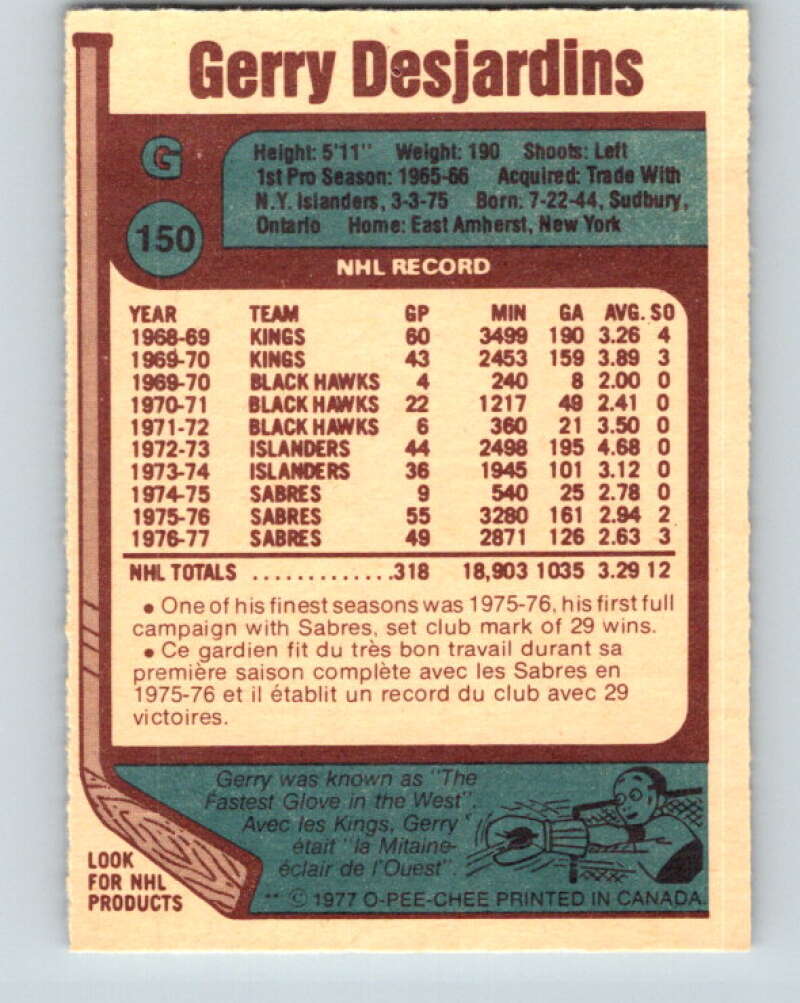 Gerry Desjardins
G
150
Height: 5'11" Weight: 190 Shoots: Left
1st Pro Season: 1965-66 Acquired: Trade With
N.Y. Islanders, 3-3-75 Born: 7-22-44, Sudbury,
Ontario Home: East Amherst, New York
NHL RECORD
YEAR TEAM GP MIN GA AVG. SO
1968-69 KINGS 60 3499 190 3.26 4
1969-70 KINGS 43 2453 159 3.89 3
1969-70 BLACK HAWKS 4 240 8 2.00 0
1970-71 BLACK HAWKS 22 1217 49 2.41 0
1971-72 BLACK HAWKS 6 360 21 3.50 0
1972-73 ISLANDERS 44 2498 195 4.68 0
1973-74 ISLANDERS 36 1945 101 3.12 0
1974-75 SABRES 9 540 25 2.78 0
1975-76 SABRES 55 3280 161 2.94 2
1976-77 SABRES 49 2871 126 2.63 3
NHL TOTALS .............318 18,903 1035 3.29 12
• One of his finest seasons was 1975-76, his first full
campaign with Sabres, set club mark of 29 wins.
• Ce gardien fit du très bon travail durant sa
première saison complète avec les Sabres en
1975-76 et il établit un record du club avec 29
victoires.
Gerry was known as "The
Fastest Glove in the West".
Avec les Kings, Gerry
était "la Mitaine-
éclair de l'Ouest".
LOOK
FOR NHL
PRODUCTS
** © 1977 O-PEE-CHEE PRINTED IN CANADA.